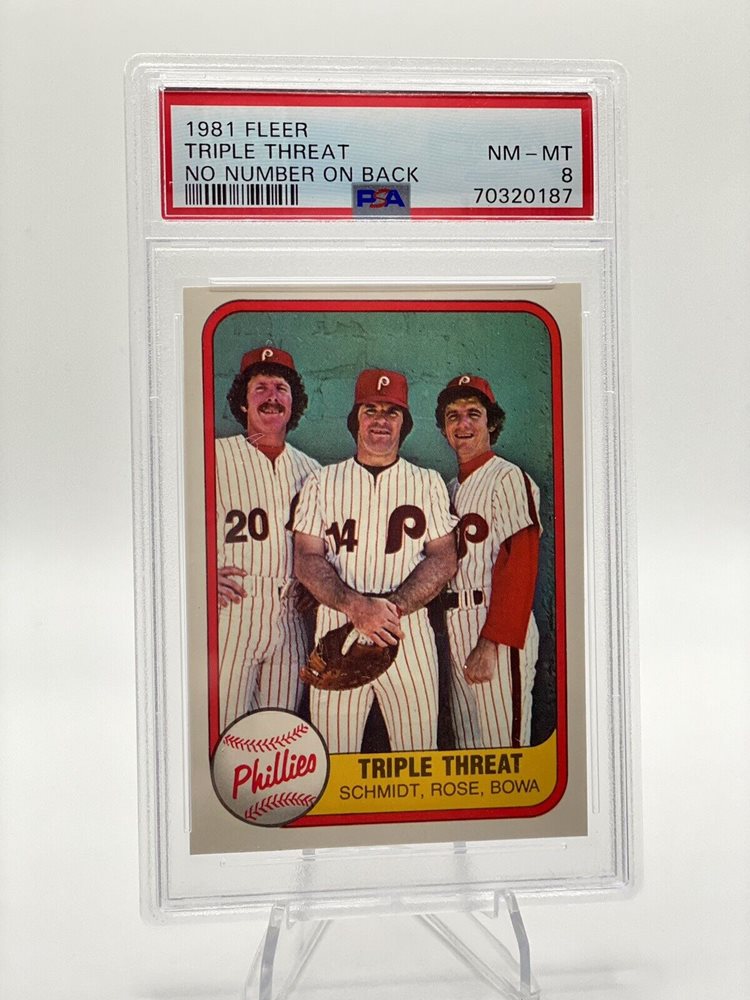 1981 FLEER
TRIPLE THREAT NM - MT
NO NUMBER ON BACK 8
PSA 70320187
P P P
20 14 P P
Phillies
TRIPLE THREAT
SCHMIDT, ROSE, BOWA